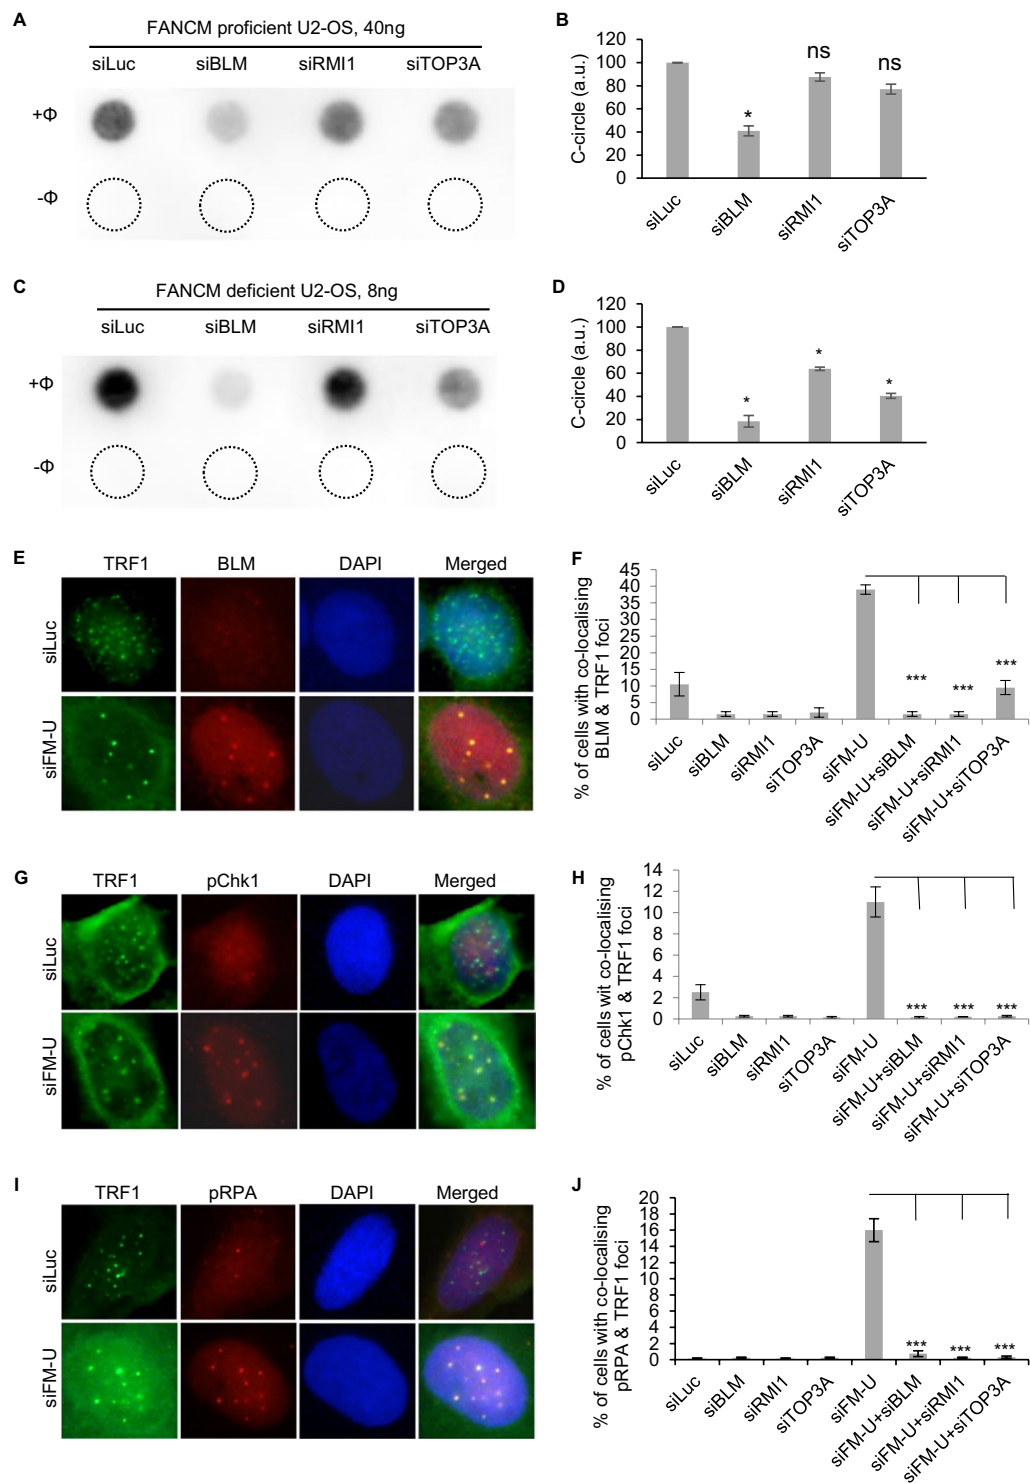 A
FANCM proficient U2-OS, 40ng
siLuc siBLM siRMI1 siTOP3A
+Φ
-Φ
B
C-circle (a.u.)
120
100
80
60
40
20
0
*
ns
ns
siLuc
siBLM
siRMI1
siTOP3A
C
FANCM deficient U2-OS, 8ng
siLuc siBLM siRMI1 siTOP3A
+Φ
-Φ
D
C-circle (a.u.)
120
100
80
60
40
20
0
*
*
*
siLuc
siBLM
siRMI1
siTOP3A
E
TRF1 BLM DAPI Merged
siLuc
siFM-U
F
% of cells with co-localising
BLM & TRF1 foci
45
40
35
30
25
20
15
10
5
0
***
***
***
siLuc
siBLM
siRMI1
siTOP3A
siFM-U
siFM-U+siBLM
siFM-U+siRMI1
siFM-U+siTOP3A
G
TRF1 pChk1 DAPI Merged
siLuc
siFM-U
H
% of cells wit co-localising
pChk1 & TRF1 foci
14
12
10
8
6
4
2
0
***
***
***
siLuc
siBLM
siRMI1
siTOP3A
siFM-U
siFM-U+siBLM
siFM-U+siRMI1
siFM-U+siTOP3A
I
TRF1 pRPA DAPI Merged
siLuc
siFM-U
J
% of cells with co-localising
pRPA & TRF1 foci
20
18
16
14
12
10
8
6
4
2
0
***
***
***
siLuc
siBLM
siRMI1
siTOP3A
siFM-U
siFM-U+siBLM
siFM-U+siRMI1
siFM-U+siTOP3A